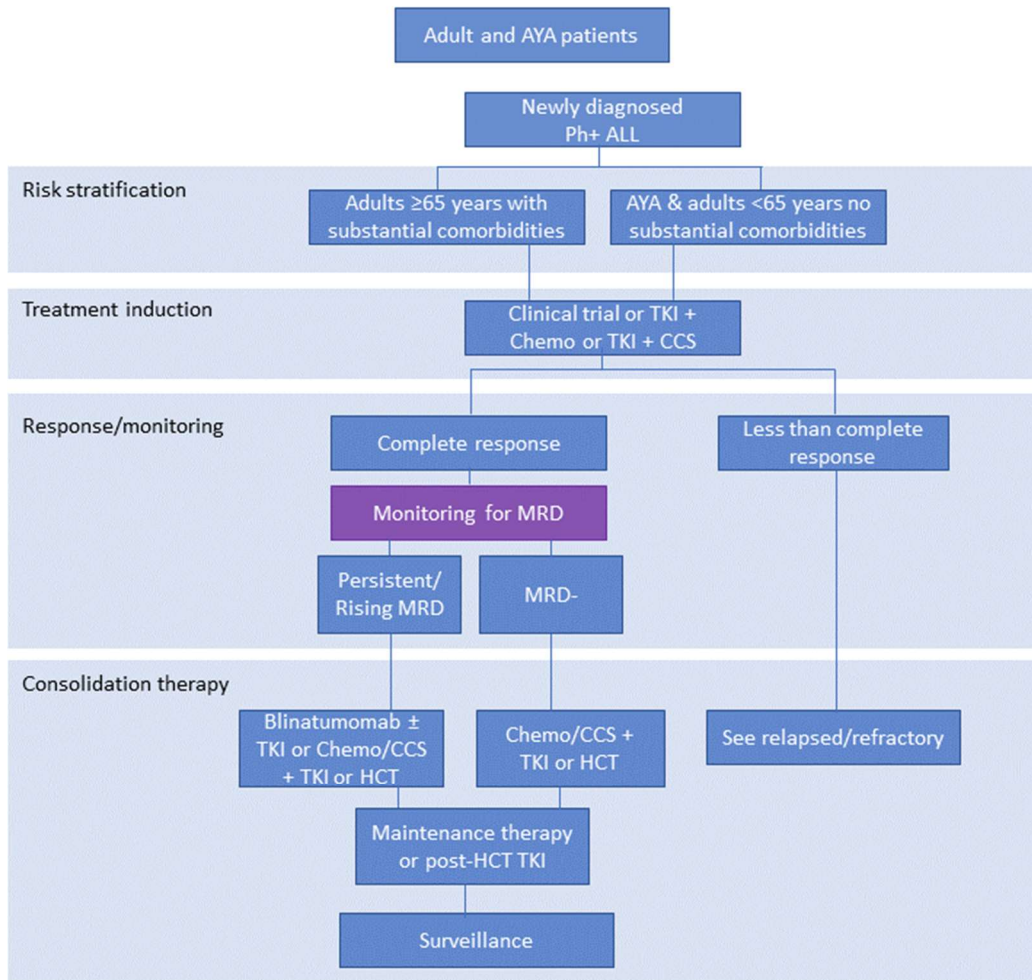 Adult and AYA patients
Newly diagnosed
Ph+ ALL
Risk stratification
Adults ≥65 years with
substantial comorbidities
AYA & adults <65 years no
substantial comorbidities
Treatment induction
Clinical trial or TKI +
Chemo or TKI + CCS
Response/monitoring
Complete response
Less than complete
response
Monitoring for MRD
Persistent/
Rising MRD
MRD-
Consolidation therapy
Blinatumomab ±
TKI or Chemo/CCS
+ TKI or HCT
Chemo/CCS +
TKI or HCT
See relapsed/refractory
Maintenance therapy
or post-HCT TKI
Surveillance